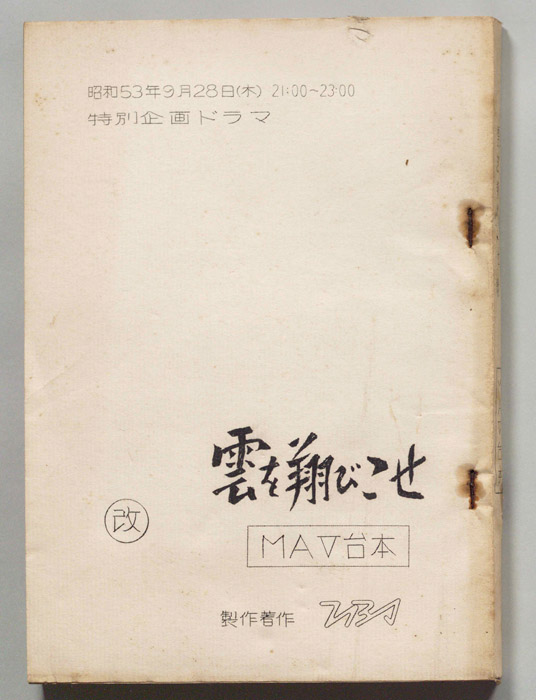 昭和53年9月28日(木) 21:00~23:00
特別企画ドラマ
雲を翔びこせ
改
MAV台本
製作著作 TBS